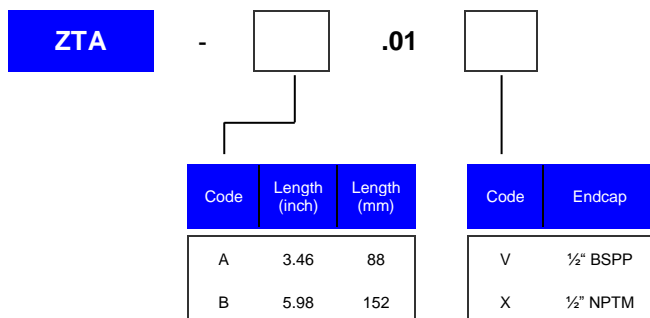 ZTA - .01
Code Length (inch) Length (mm)
A 3.46 88
B 5.98 152
Code Endcap
V ½“ BSPP
X ½” NPTM